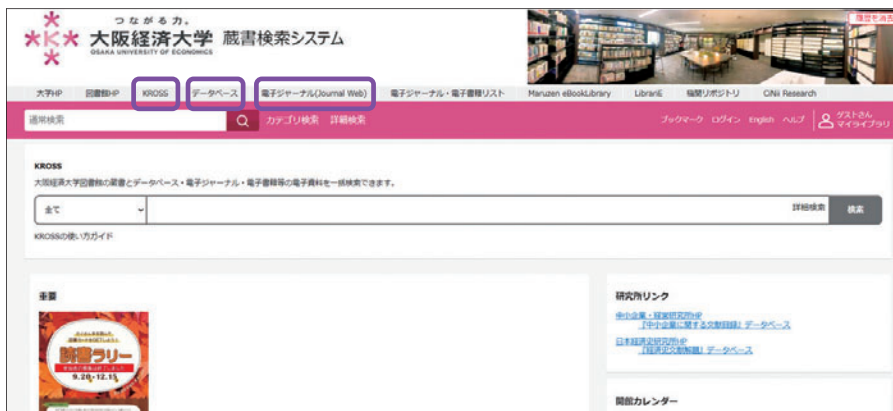 つながる力。
大阪経済大学 蔵書検索システム
OSAKA UNIVERSITY OF ECONOMICS
履歴を消去
大学HP 図書館HP KROSS データベース 電子ジャーナル(Journal Web) 電子ジャーナル・電子書籍リスト Maruzen eBookLibrary LibrariE 機関リポジトリ CiNii Research
通常検索 カテゴリ検索 詳細検索 ブックマーク ログイン English ヘルプ ゲストさん
マイライブラリ
KROSS
大阪経済大学図書館の蔵書とデータベース・電子ジャーナル・電子書籍等の電子資料を一括検索できます。
全て 詳細検索 検索
KROSSの使い方ガイド
重要
研究所リンク
中小企業・経営研究所HP
『中小企業に関する文献目録』データベース
日本経済史研究所HP
『経済史文献解題』データベース
読書ラリー
9.20-12.15
開館カレンダー